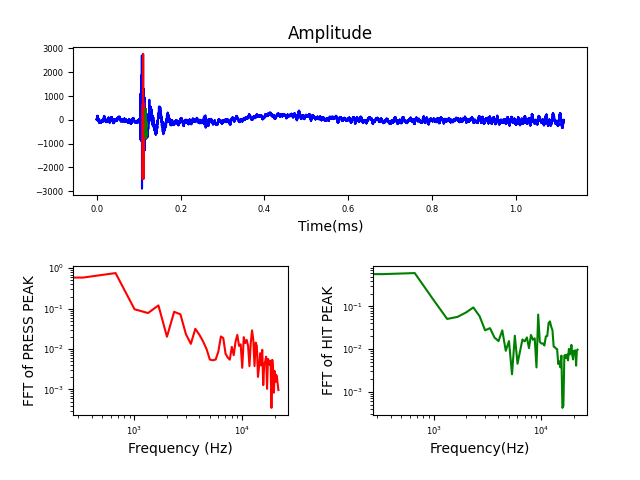 Amplitude
3000
2000
1000
0
−1000
−2000
−3000
0.0 0.2 0.4 0.6 0.8 1.0
Time(ms)
FFT of PRESS PEAK
10⁰
10⁻¹
10⁻²
10⁻³
10³ 10⁴
Frequency (Hz)
FFT of HIT PEAK
10⁻¹
10⁻²
10⁻³
10³ 10⁴
Frequency(Hz)